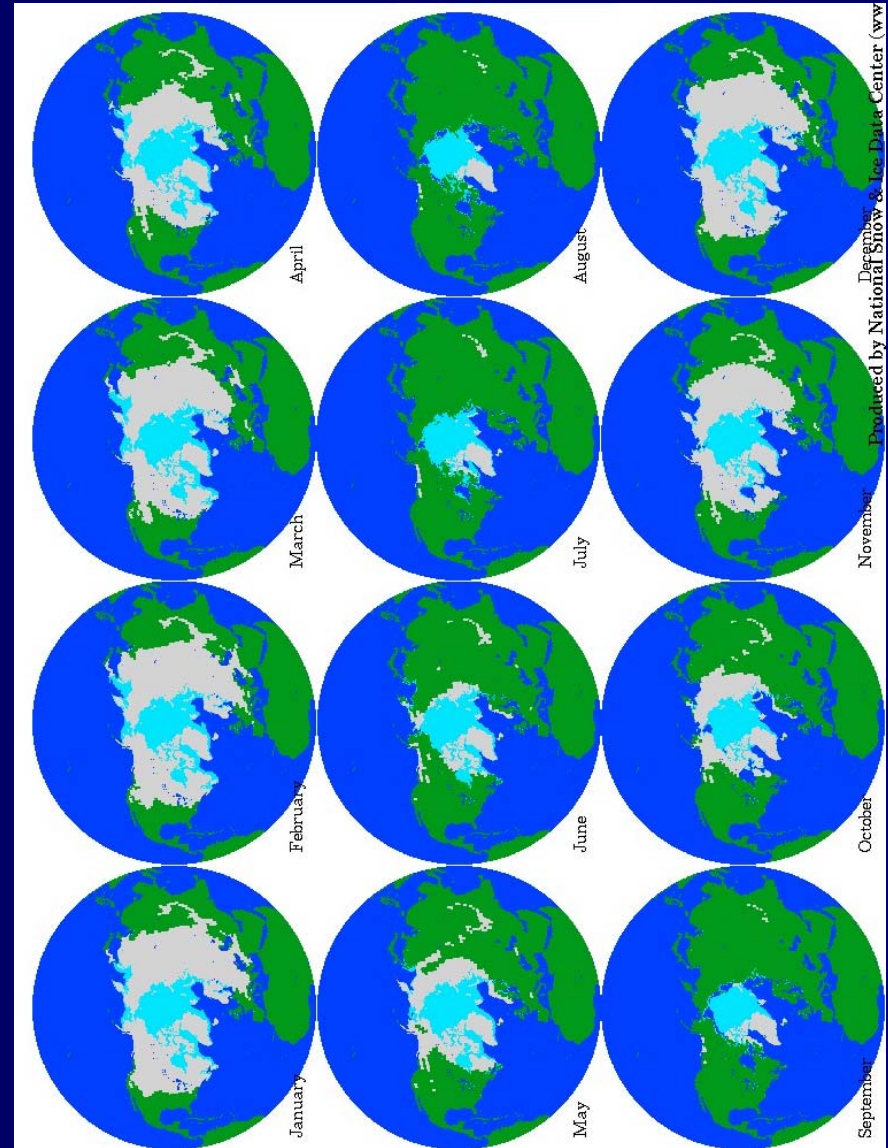 January
February
March
April
May
June
July
August
September
October
November
December
Produced by National Snow & Ice Data Center (ww